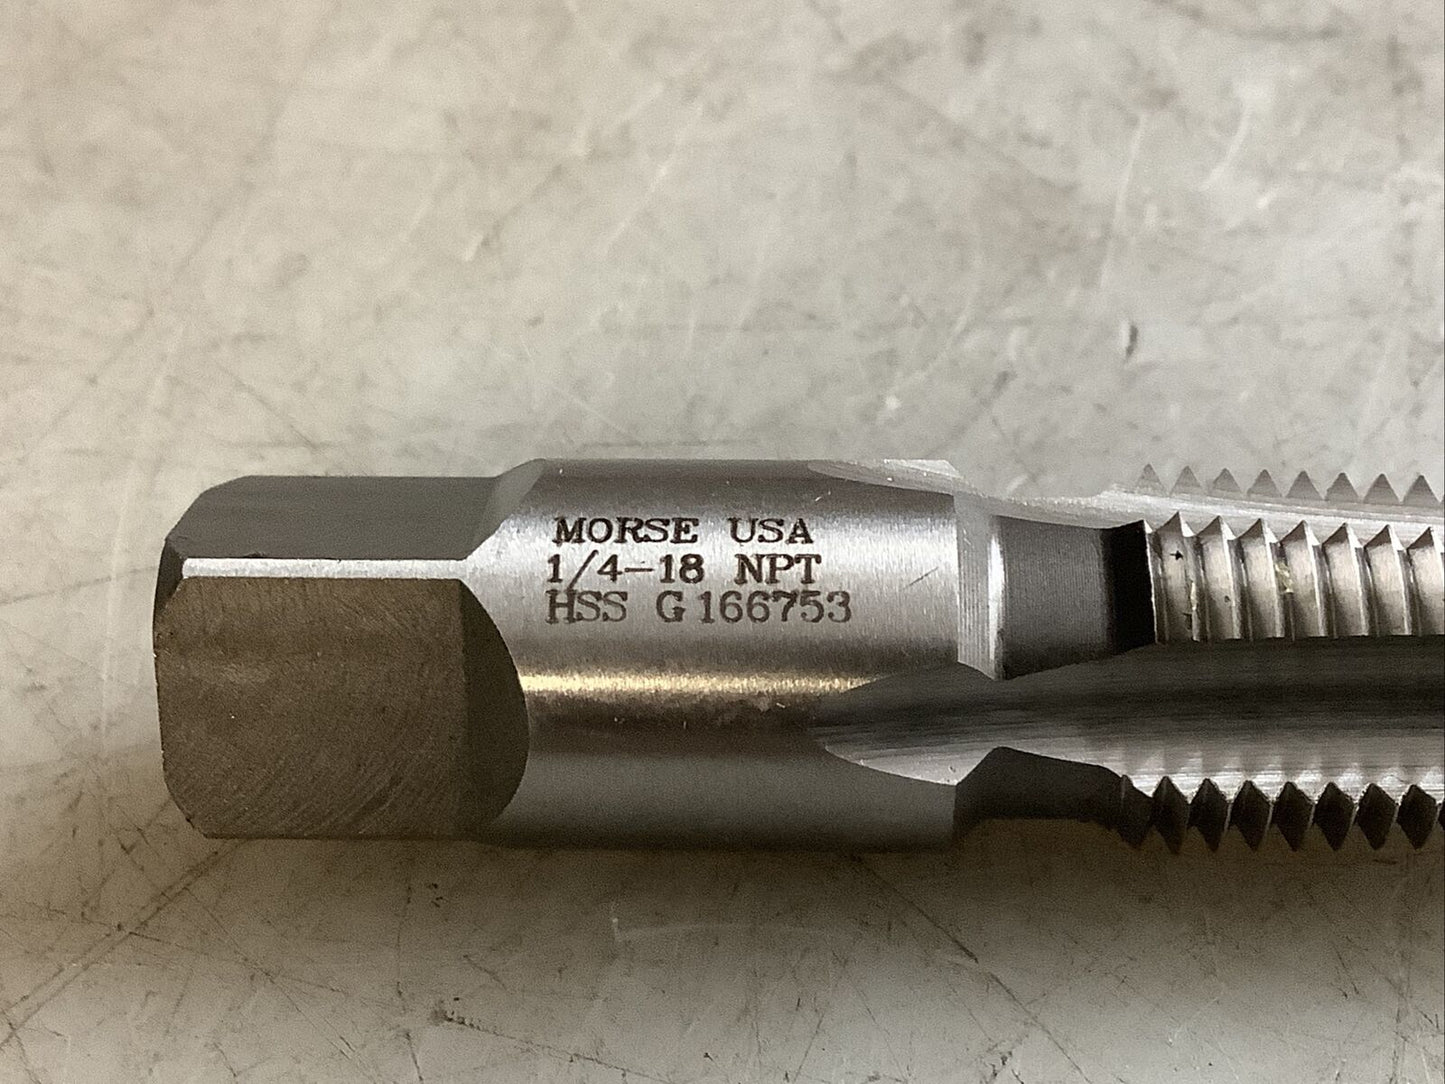 MORSE USA
1/4-18 NPT
HSS G 166753